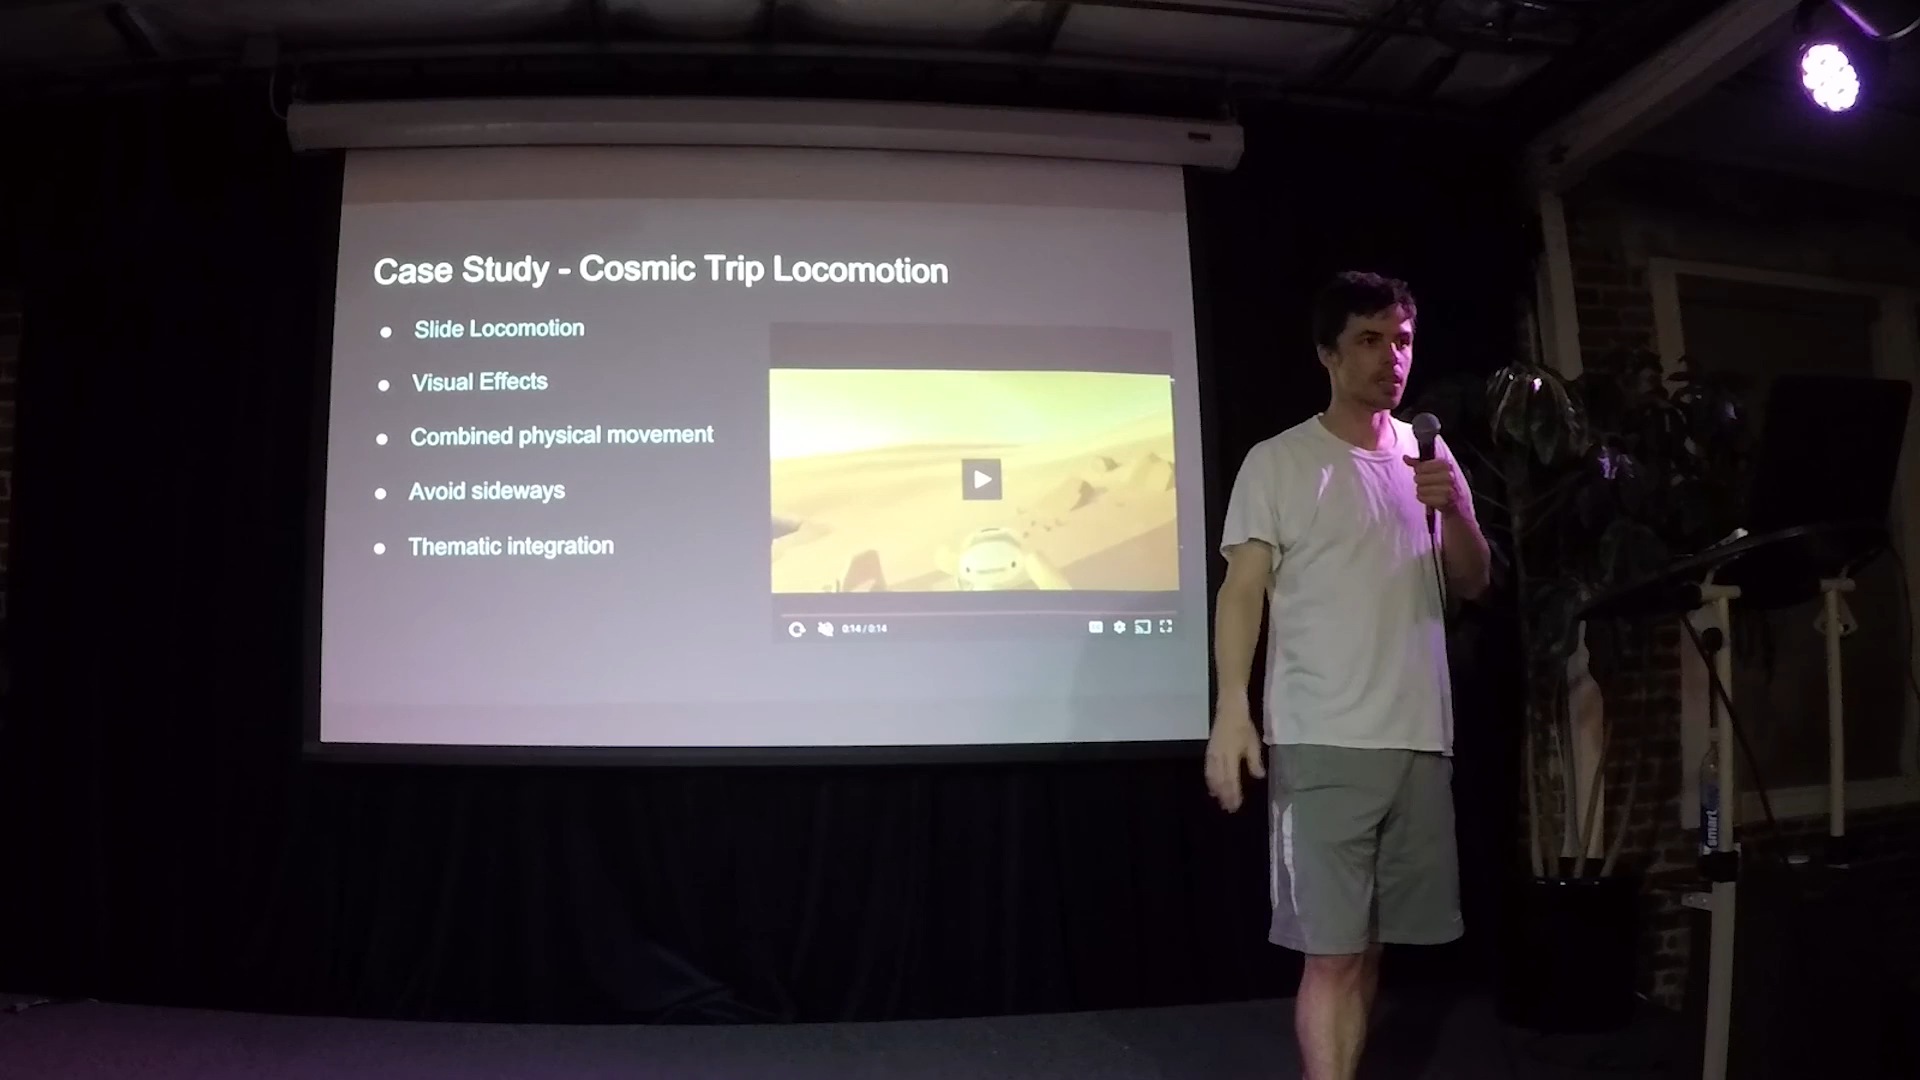 Case Study - Cosmic Trip Locomotion
● Slide Locomotion
● Visual Effects
● Combined physical movement
● Avoid sideways
● Thematic integration
0:14 / 0:14
smart